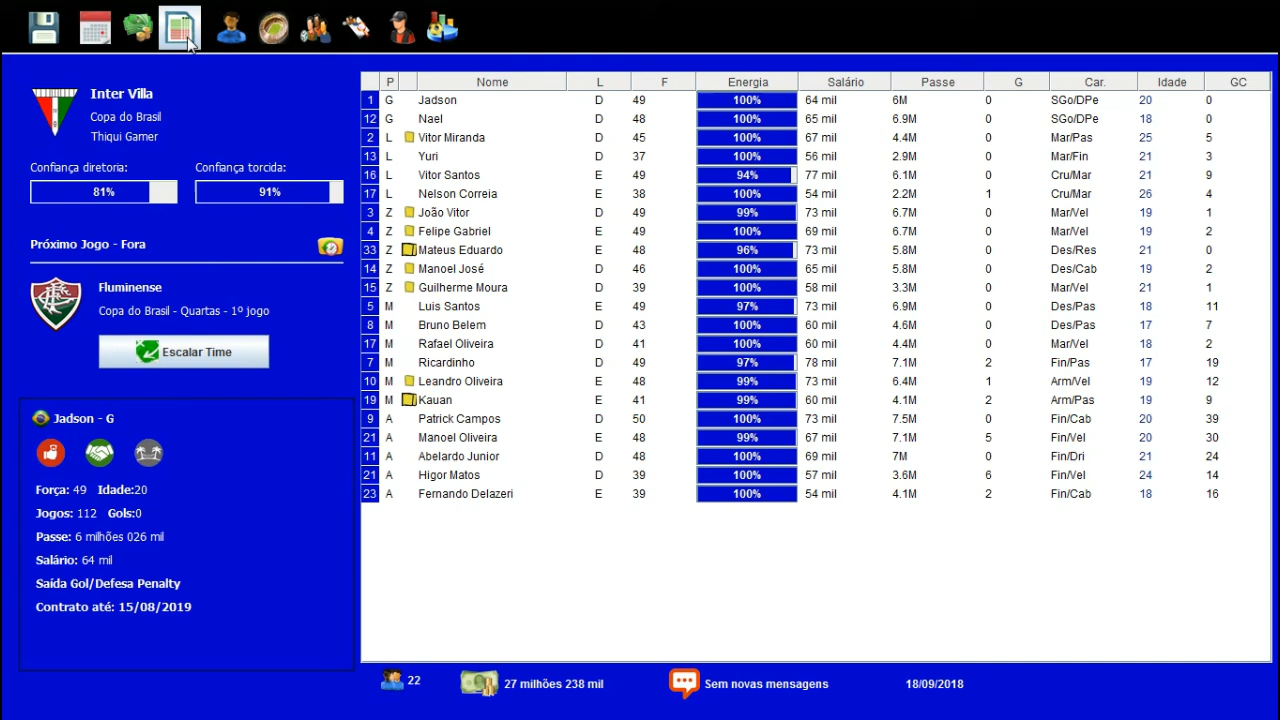 Inter Villa
Copa do Brasil
Thiqui Gamer
Confiança diretoria: Confiança torcida:
81% 91%
Próximo Jogo - Fora
Fluminense
Copa do Brasil - Quartas - 1º jogo
Escalar Time
Jadson - G
Força: 49 Idade:20
Jogos: 112 Gols:0
Passe: 6 milhões 026 mil
Salário: 64 mil
Saída Gol/Defesa Penalty
Contrato até: 15/08/2019
P Nome L F Energia Salário Passe G Car. Idade GC
1 G Jadson D 49 100% 64 mil 6M 0 SGo/DPe 20 0
12 G Nael D 48 100% 65 mil 6.9M 0 SGo/DPe 18 0
2 L Vitor Miranda D 45 100% 67 mil 4.4M 0 Mar/Pas 25 5
13 L Yuri D 37 100% 56 mil 2.9M 0 Mar/Fin 21 3
16 L Vitor Santos E 49 94% 77 mil 6.1M 0 Cru/Mar 21 9
17 L Nelson Correia E 38 100% 54 mil 2.2M 1 Cru/Mar 26 4
3 Z João Vitor D 49 99% 73 mil 6.7M 0 Mar/Vel 19 1
4 Z Felipe Gabriel E 49 100% 69 mil 6.7M 0 Mar/Vel 19 2
33 Z Mateus Eduardo E 48 96% 73 mil 5.8M 0 Des/Res 21 0
14 Z Manoel José D 46 100% 65 mil 5.8M 0 Des/Cab 19 2
15 Z Guilherme Moura D 39 100% 58 mil 3.3M 0 Mar/Vel 21 1
5 M Luis Santos E 49 97% 73 mil 6.9M 0 Des/Pas 18 11
8 M Bruno Belem D 43 100% 60 mil 4.6M 0 Des/Pas 17 7
17 M Rafael Oliveira D 41 100% 60 mil 4.4M 0 Mar/Vel 18 2
7 M Ricardinho D 49 97% 78 mil 7.1M 2 Fin/Pas 17 19
10 M Leandro Oliveira E 48 99% 73 mil 6.4M 1 Arm/Vel 19 12
19 M Kauan E 41 99% 60 mil 4.1M 2 Arm/Pas 19 9
9 A Patrick Campos D 50 100% 73 mil 7.5M 0 Fin/Cab 20 39
21 A Manoel Oliveira E 48 99% 67 mil 7.1M 5 Fin/Vel 20 30
11 A Abelardo Junior D 48 100% 69 mil 7M 0 Fin/Dri 21 24
21 A Higor Matos D 39 100% 57 mil 3.6M 6 Fin/Vel 24 14
23 A Fernando Delazeri E 39 100% 54 mil 4.1M 2 Fin/Cab 18 16
22 27 milhões 238 mil Sem novas mensagens 18/09/2018